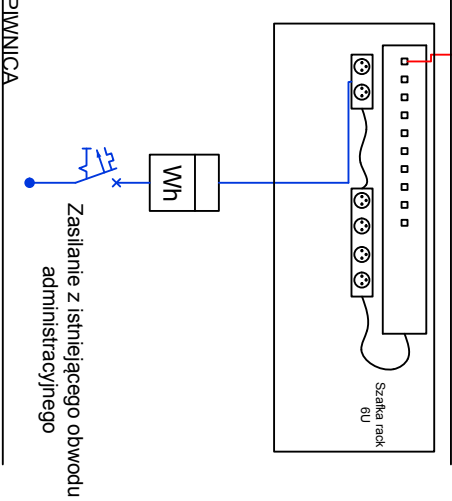 PIWNICA
Wh
Zasilanie z istniejącego obwodu
administracyjnego
Szafka rack
6U